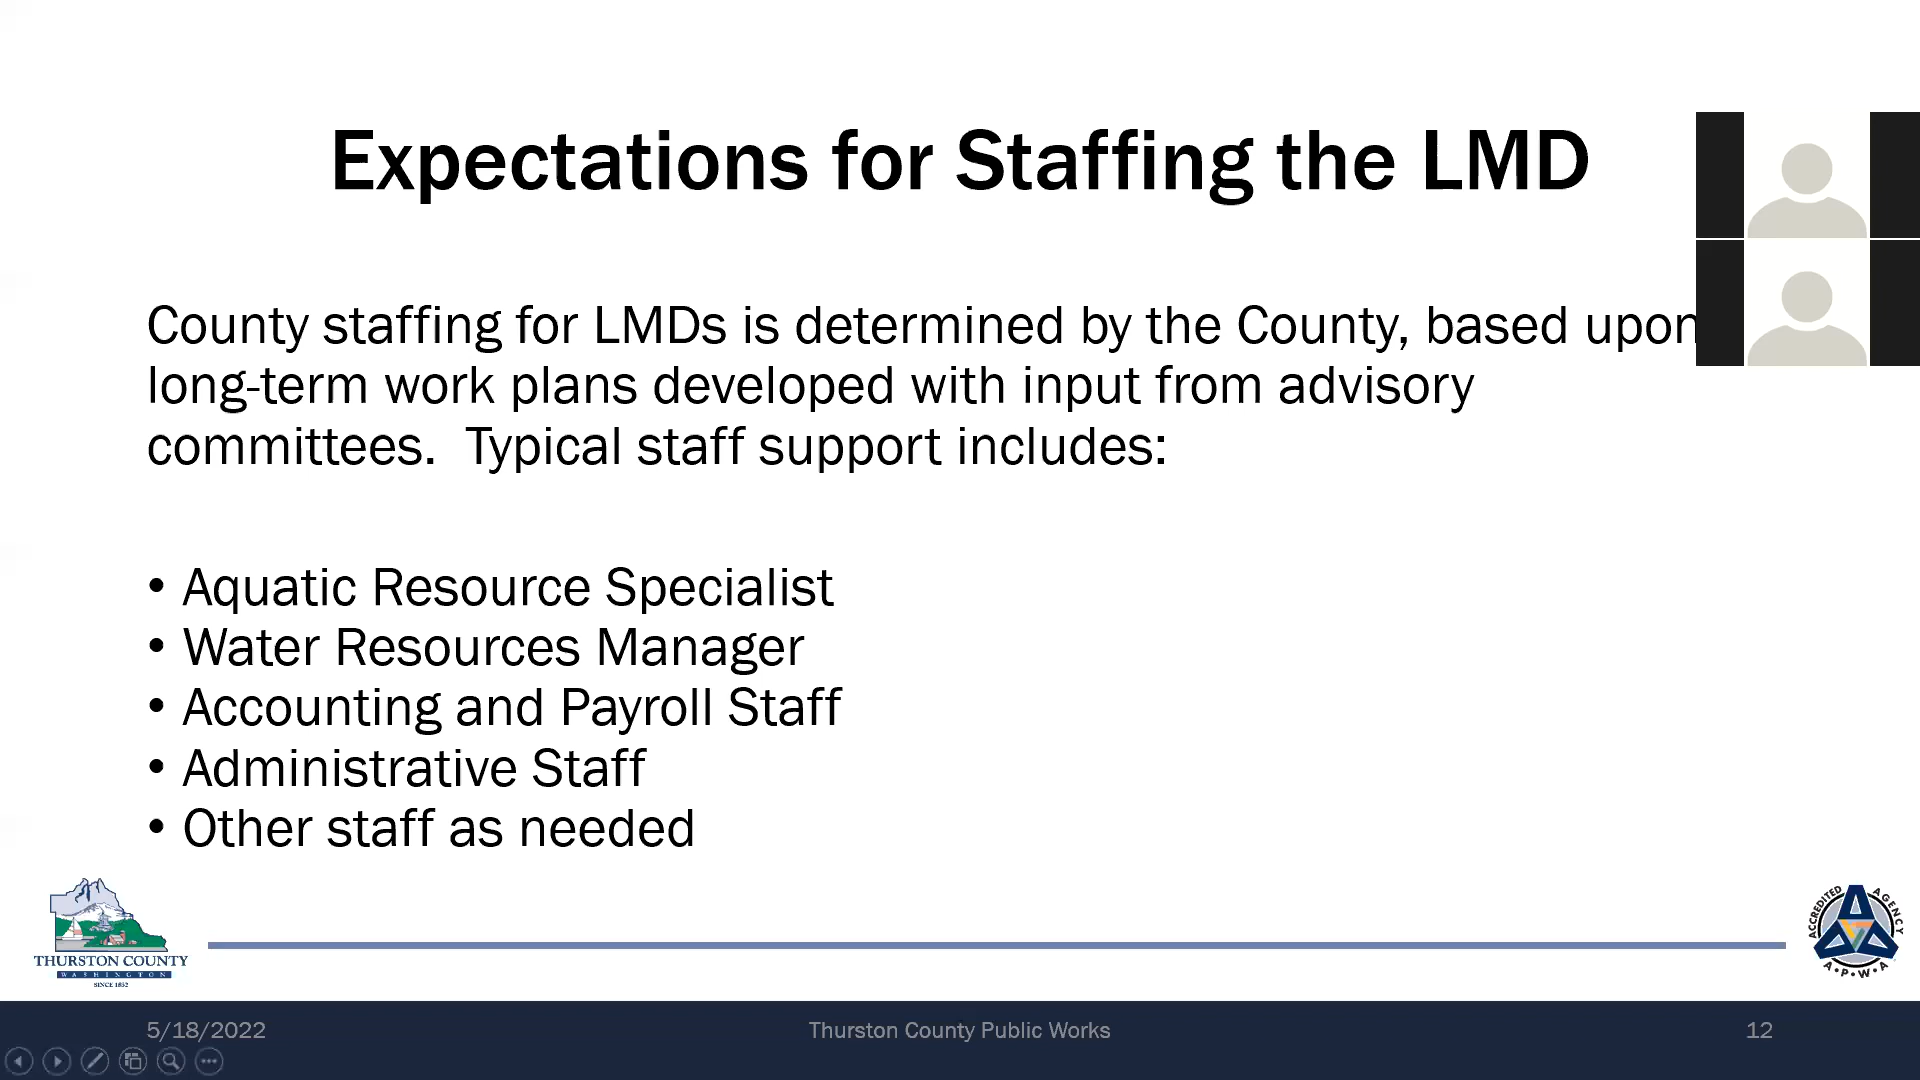 Expectations for Staffing the LMD
County staffing for LMDs is determined by the County, based upon
long-term work plans developed with input from advisory
committees.  Typical staff support includes:
• Aquatic Resource Specialist
• Water Resources Manager
• Accounting and Payroll Staff
• Administrative Staff
• Other staff as needed
THURSTON COUNTY
WASHINGTON
SINCE 1852
ACCREDITED AGENCY
A•P•W•A
5/18/2022
Thurston County Public Works
12